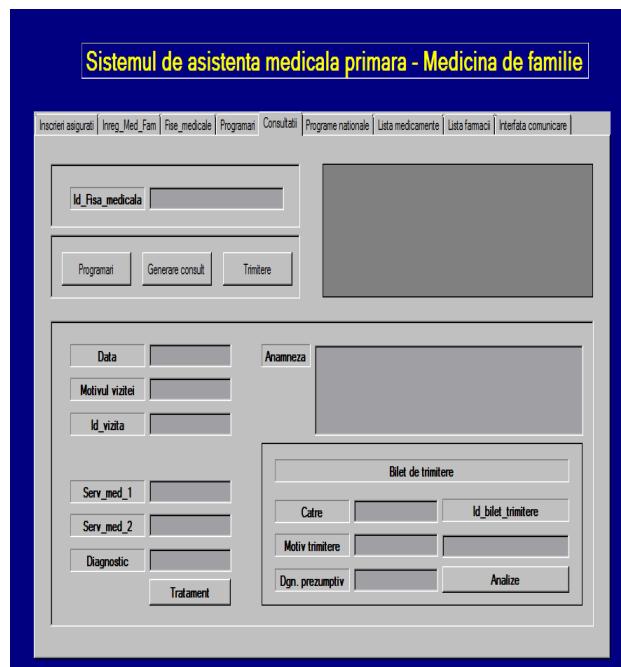 Sistemul de asistenta medicala primara - Medicina de familie
Inscrieri asigurati Inreg_Med_Fam Fise_medicale Programari Consultatii Programe nationale Lista medicamente Lista farmacii Interfata comunicare
Id_Fisa_medicala
Programari Generare consult Trimitere
Data Anamneza
Motivul vizitei
Id_vizita
Bilet de trimitere
Serv_med_1
Catre Id_bilet_trimitere
Serv_med_2
Motiv trimitere
Diagnostic
Dgn. prezumptiv Analize
Tratament